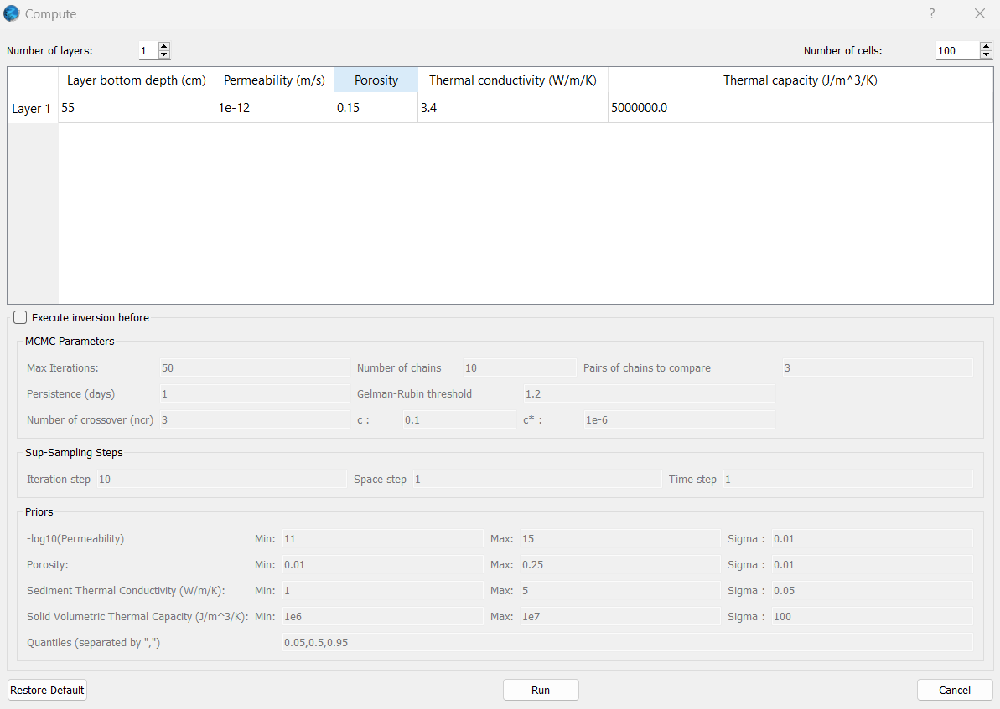 Compute ?
Number of layers: 1 Number of cells: 100
Layer bottom depth (cm) Permeability (m/s) Porosity Thermal conductivity (W/m/K) Thermal capacity (J/m^3/K)
Layer 1 55 1e-12 0.15 3.4 5000000.0
Execute inversion before
MCMC Parameters
Max Iterations: 50 Number of chains 10 Pairs of chains to compare 3
Persistence (days) 1 Gelman-Rubin threshold 1.2
Number of crossover (ncr) 3 c : 0.1 c* : 1e-6
Sup-Sampling Steps
Iteration step 10 Space step 1 Time step 1
Priors
-log10(Permeability) Min: 11 Max: 15 Sigma : 0.01
Porosity: Min: 0.01 Max: 0.25 Sigma : 0.01
Sediment Thermal Conductivity (W/m/K): Min: 1 Max: 5 Sigma : 0.05
Solid Volumetric Thermal Capacity (J/m^3/K): Min: 1e6 Max: 1e7 Sigma : 100
Quantiles (separated by ",") 0.05,0.5,0.95
Restore Default Run Cancel